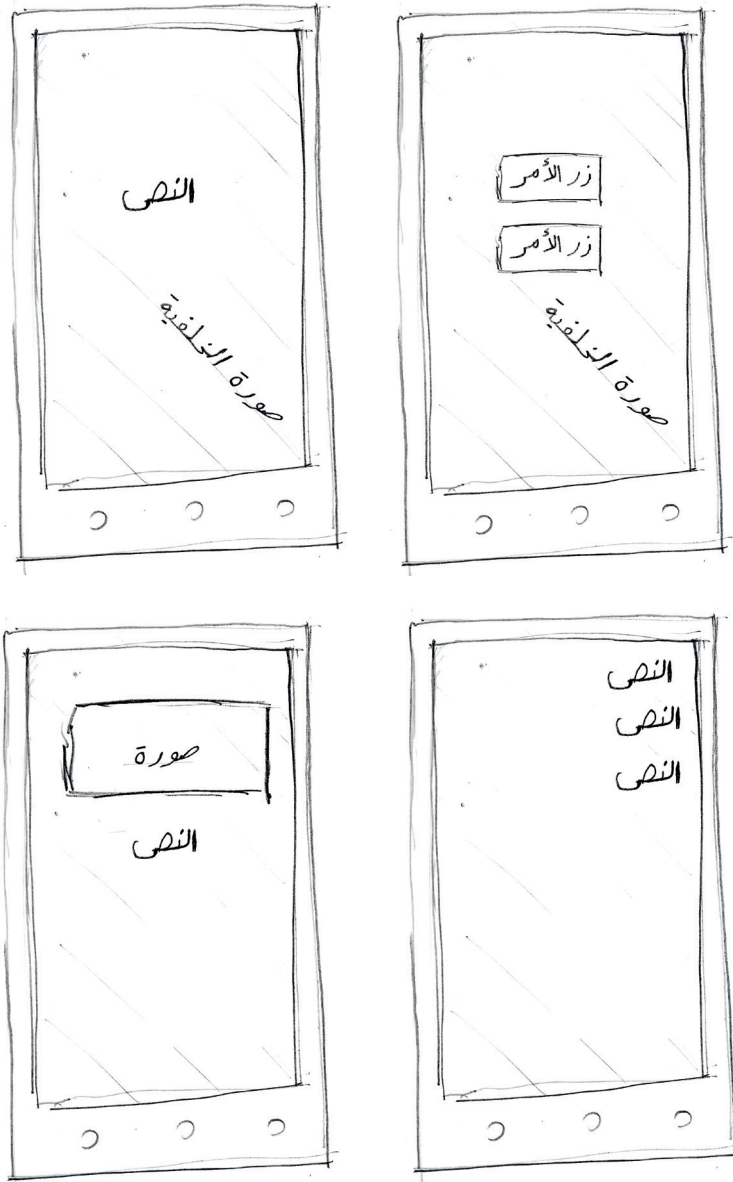 النص
صورة الخلفية
زر الأمر
زر الأمر
صورة الخلفية
صورة
النص
النص
النص
النص